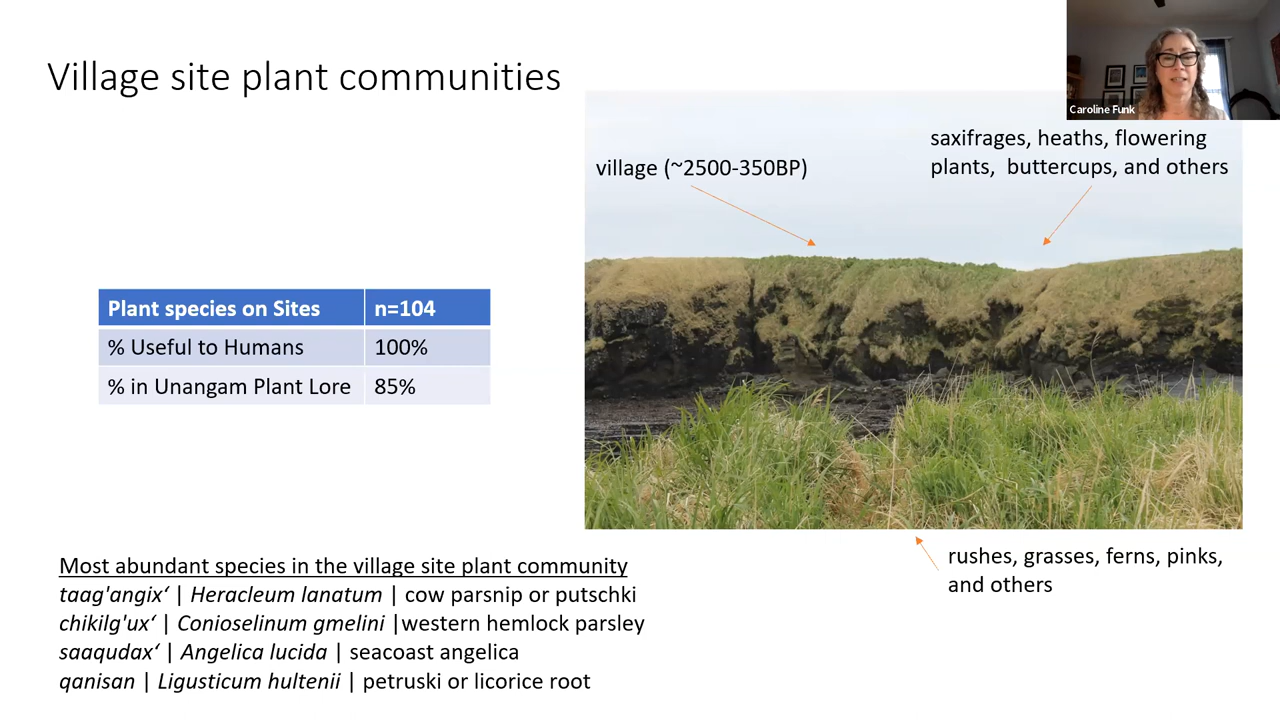 Village site plant communities
Caroline Funk
village (~2500-350BP)
saxifrages, heaths, flowering
plants,  buttercups, and others
Plant species on Sites n=104
% Useful to Humans 100%
% in Unangam Plant Lore 85%
rushes, grasses, ferns, pinks,
and others
Most abundant species in the village site plant community
taag'angix‘ | Heracleum lanatum | cow parsnip or putschki
chikilg'ux‘ | Conioselinum gmelini |western hemlock parsley
saaqudax‘ | Angelica lucida | seacoast angelica
qanisan | Ligusticum hultenii | petruski or licorice root